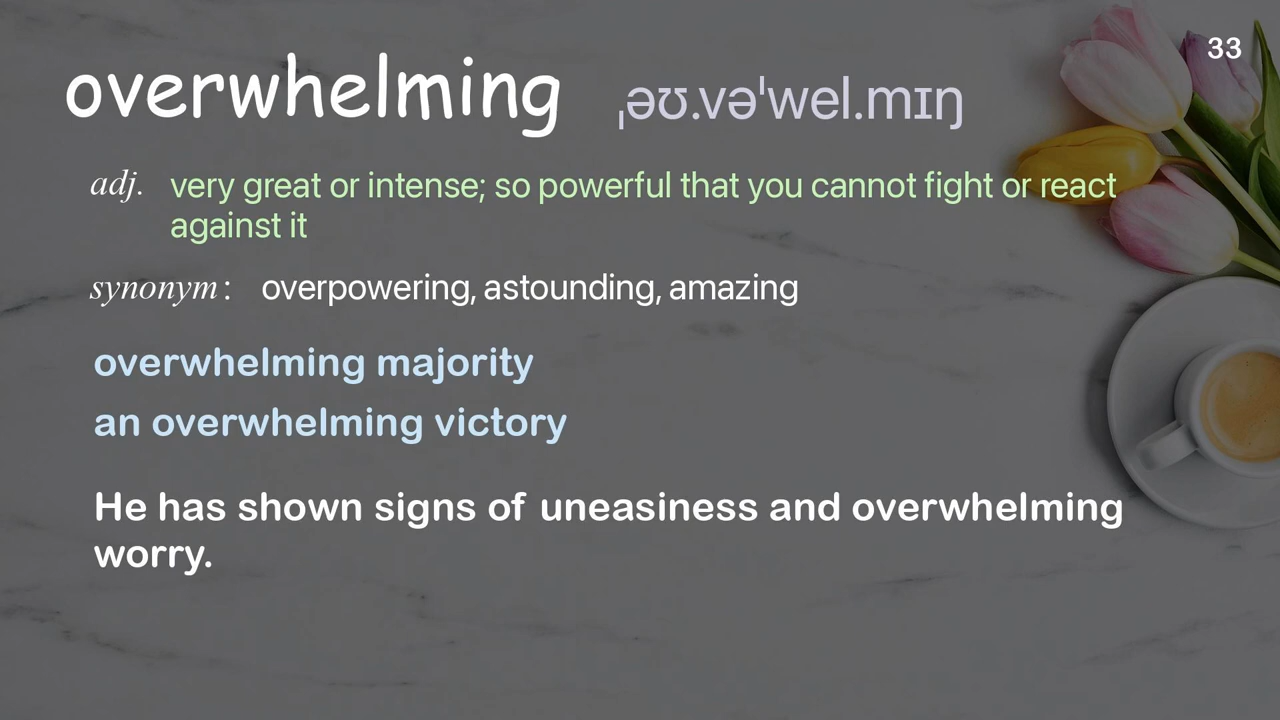 33
overwhelming ˌəʊ.vəˈwel.mɪŋ
adj. very great or intense; so powerful that you cannot fight or react
against it
synonym: overpowering, astounding, amazing
overwhelming majority
an overwhelming victory
He has shown signs of uneasiness and overwhelming
worry.